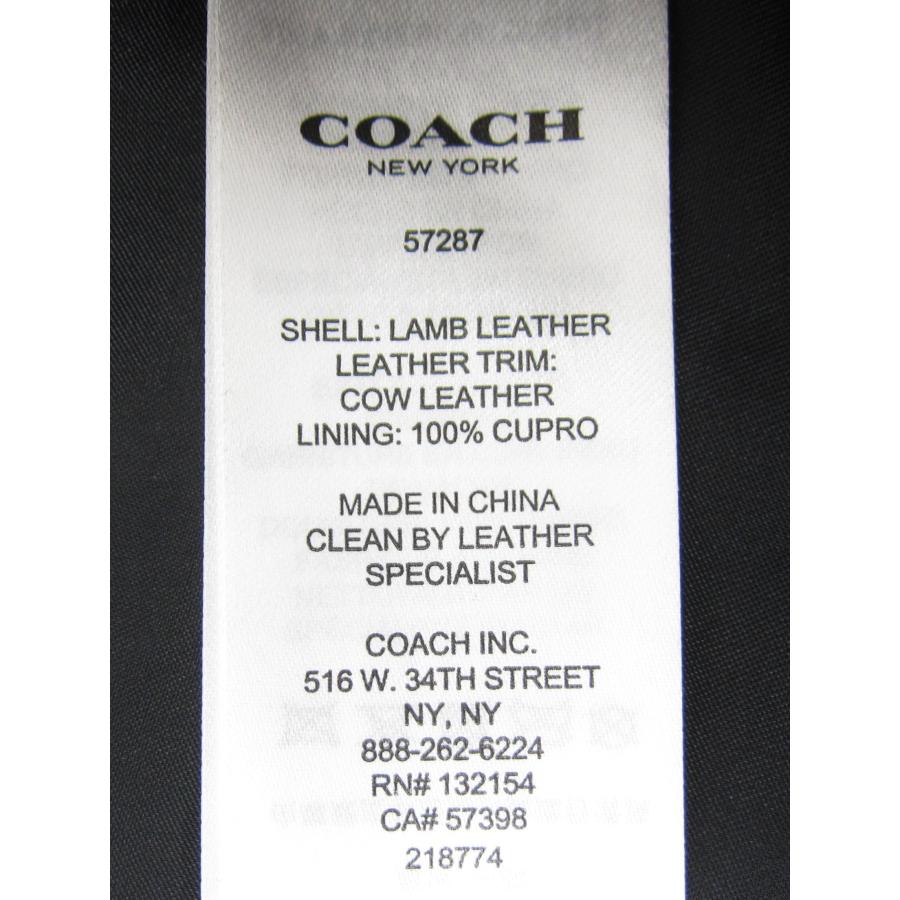 COACH
NEW YORK
57287
SHELL: LAMB LEATHER
LEATHER TRIM:
COW LEATHER
LINING: 100% CUPRO
MADE IN CHINA
CLEAN BY LEATHER
SPECIALIST
COACH INC.
516 W. 34TH STREET
NY, NY
888-262-6224
RN# 132154
CA# 57398
218774